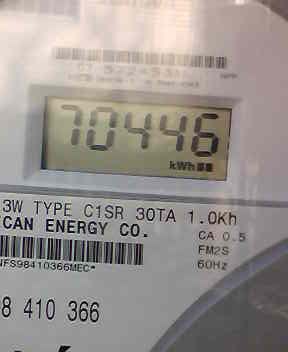 70446
kWh
3W TYPE C1SR 30TA 1.0Kh
CAN ENERGY CO.
CA 0.5
FM2S
60Hz
NFS98410366MEC*
8 410 366